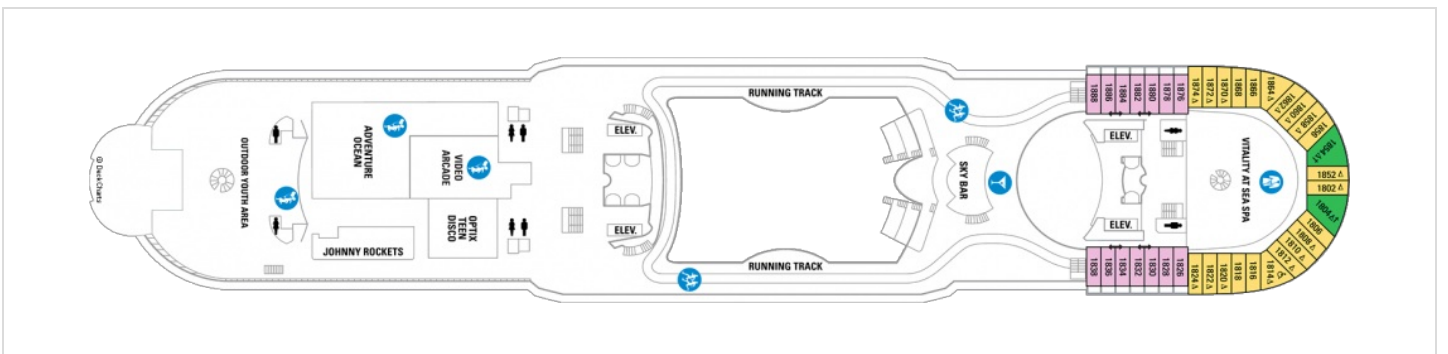 © DeckCharts
OUTDOOR YOUTH AREA
ADVENTURE
OCEAN
VIDEO
ARCADE
OPTIX
TEEN
DISCO
JOHNNY ROCKETS
ELEV.
ELEV.
RUNNING TRACK
RUNNING TRACK
SKY BAR
ELEV.
ELEV.
VITALITY AT SEA SPA
1888
1886
1884
1882
1880
1878
1876
1874
1872
1870
1868
1866
1864
1862
1860
1858
1856
1854
1852
1802
1804
1806
1808
1810
1812
1814
1816
1818
1820
1822
1824
1826
1828
1830
1832
1834
1836
1838